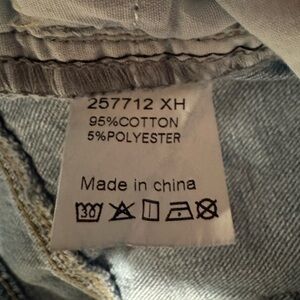 257712 XH
95%COTTON
5%POLYESTER
Made in china
30